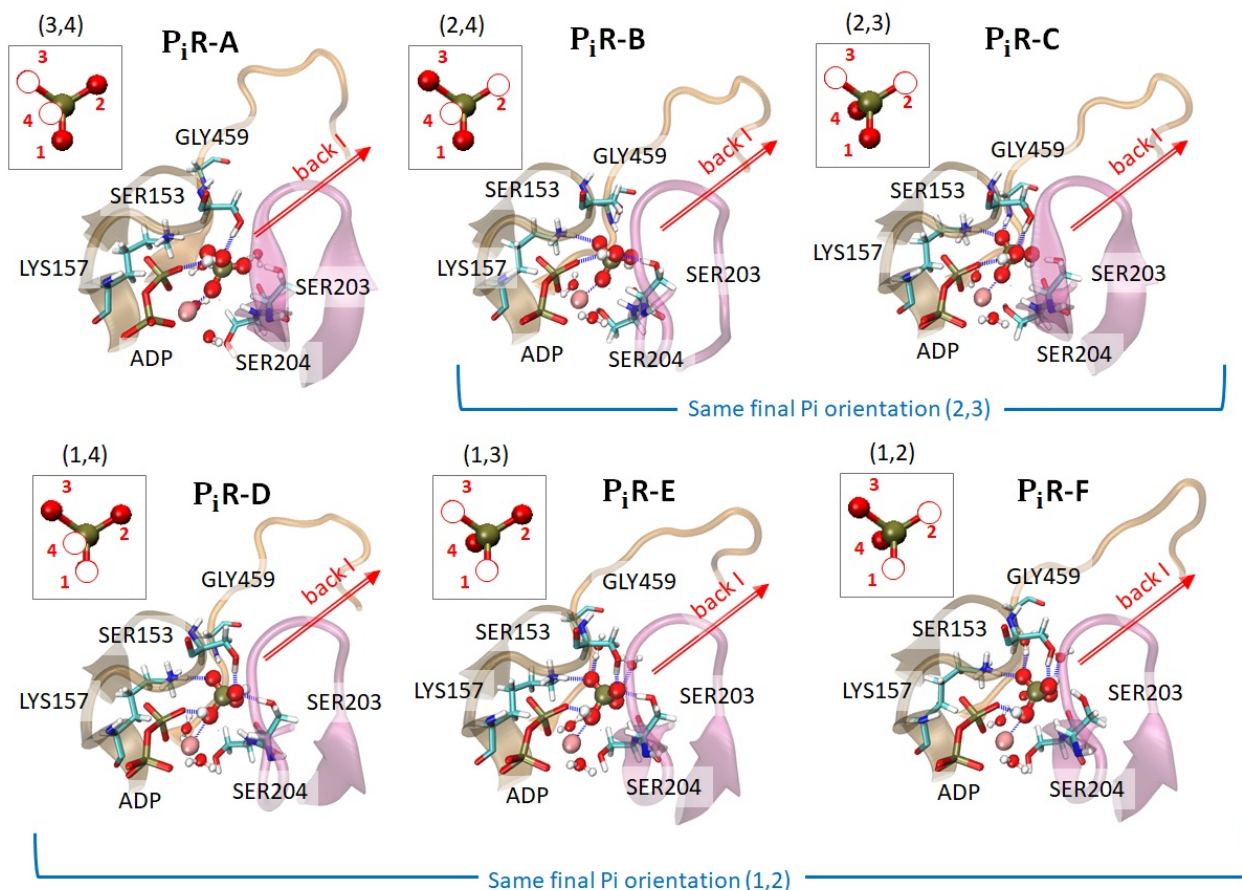 (3,4)
PᵢR-A
3
2
4
1
GLY459
SER153
back I
LYS157
SER203
ADP
SER204
(2,4)
PᵢR-B
3
2
4
1
GLY459
SER153
back I
LYS157
SER203
ADP
SER204
(2,3)
PᵢR-C
3
2
4
1
GLY459
SER153
back I
LYS157
SER203
ADP
SER204
Same final Pi orientation (2,3)
(1,4)
PᵢR-D
3
2
4
1
GLY459
SER153
back I
LYS157
SER203
ADP
SER204
(1,3)
PᵢR-E
3
2
4
1
GLY459
SER153
back I
LYS157
SER203
ADP
SER204
(1,2)
PᵢR-F
3
2
4
1
GLY459
SER153
back I
LYS157
SER203
ADP
SER204
Same final Pi orientation (1,2)